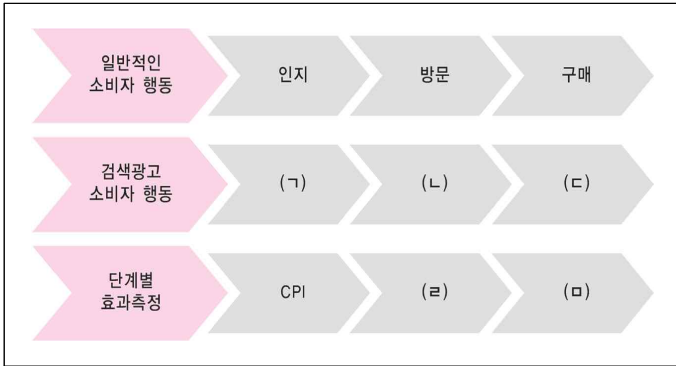 일반적인
소비자 행동
인지
방문
구매
검색광고
소비자 행동
(ㄱ)
(ㄴ)
(ㄷ)
단계별
효과측정
CPI
(ㄹ)
(ㅁ)